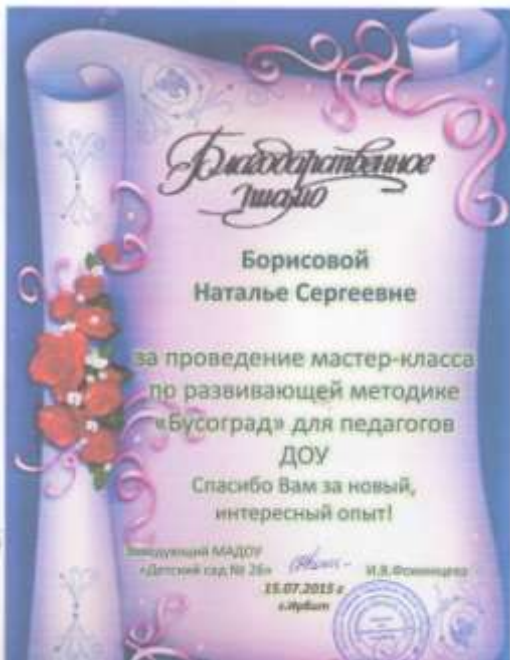 Благодарственное
письмо
Борисовой
Наталье Сергеевне
за проведение мастер-класса
по развивающей методике
«Бусоград» для педагогов
ДОУ
Спасибо Вам за новый,
интересный опыт!
Заведующий МАДОУ
«Детский сад № 26» И.В.Фоминцева
15.07.2015 г
г.Ирбит